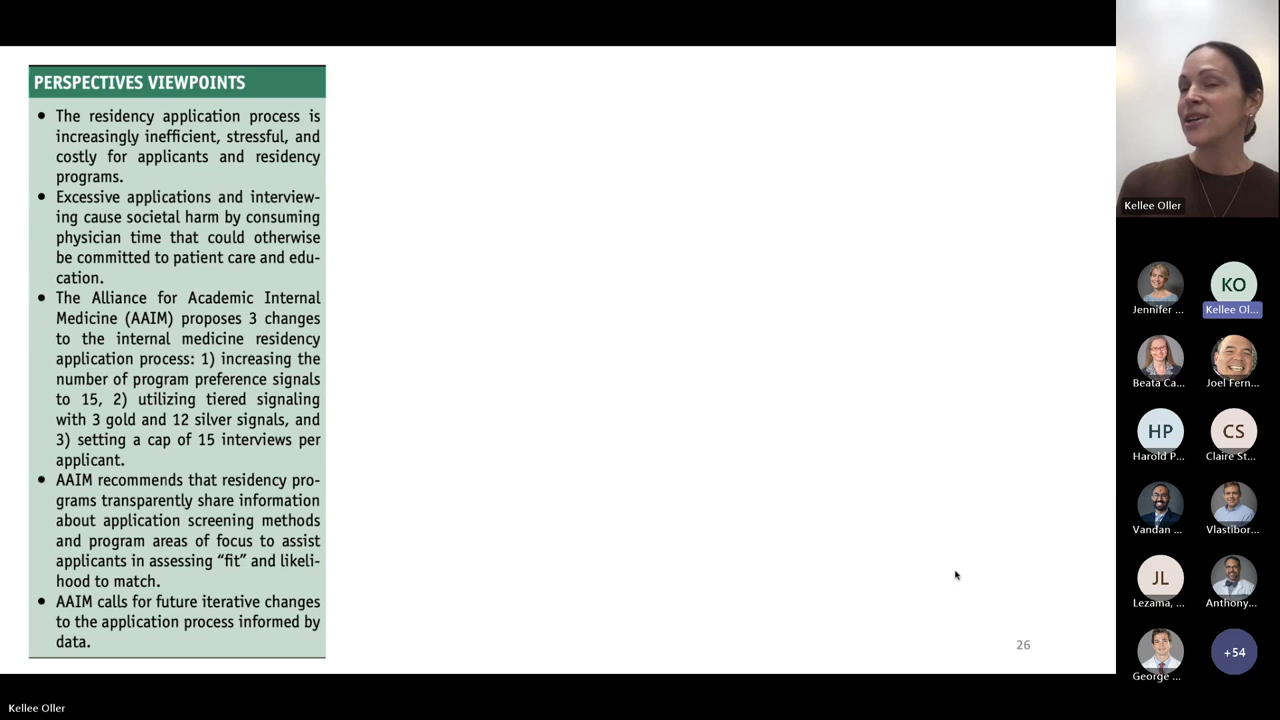 PERSPECTIVES VIEWPOINTS
• The residency application process is
increasingly inefficient, stressful, and
costly for applicants and residency
programs.
• Excessive applications and interview-
ing cause societal harm by consuming
physician time that could otherwise
be committed to patient care and edu-
cation.
• The Alliance for Academic Internal
Medicine (AAIM) proposes 3 changes
to the internal medicine residency
application process: 1) increasing the
number of program preference signals
to 15, 2) utilizing tiered signaling
with 3 gold and 12 silver signals, and
3) setting a cap of 15 interviews per
applicant.
• AAIM recommends that residency pro-
grams transparently share information
about application screening methods
and program areas of focus to assist
applicants in assessing “fit” and likeli-
hood to match.
• AAIM calls for future iterative changes
to the application process informed by
data.
26
Kellee Oller
Jennifer ...
KO
Kellee Ol...
Beata Ca...
Joel Fern...
HP
Harold P...
CS
Claire St...
Vandan ...
Vlastibor...
JL
Lezama, ...
Anthony...
George ...
+54
Kellee Oller